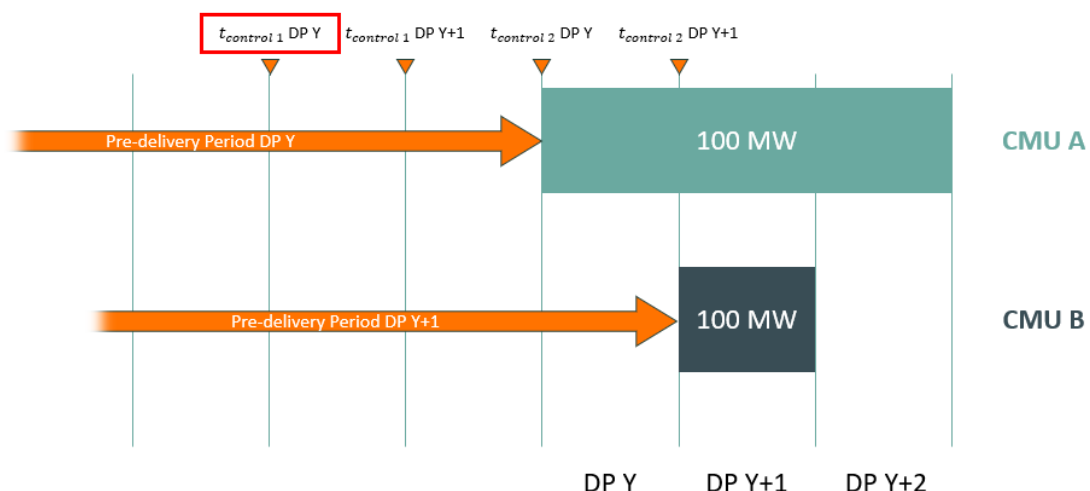 t_control 1 DP Y
t_control 1 DP Y+1
t_control 2 DP Y
t_control 2 DP Y+1
Pre-delivery Period DP Y
100 MW
CMU A
Pre-delivery Period DP Y+1
100 MW
CMU B
DP Y
DP Y+1
DP Y+2